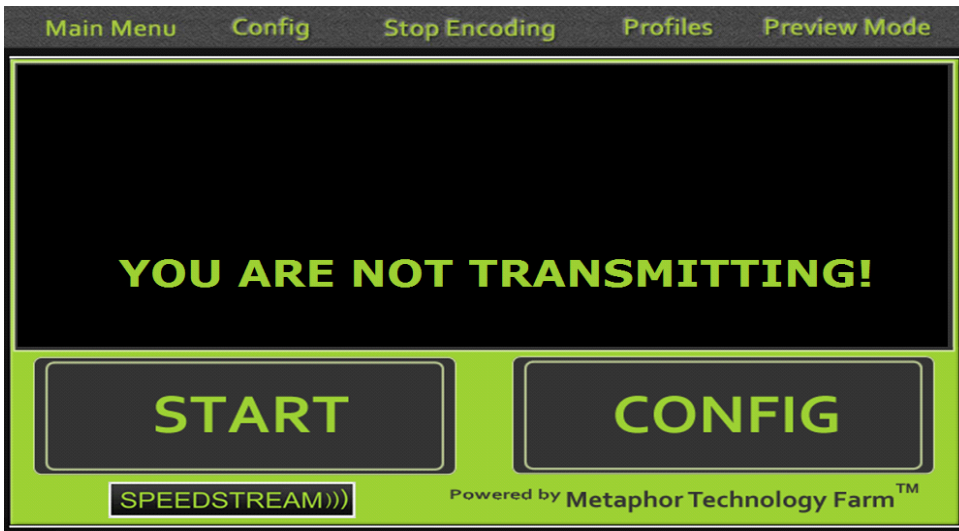 Main Menu Config Stop Encoding Profiles Preview Mode
YOU ARE NOT TRANSMITTING!
START CONFIG
SPEEDSTREAM))) Powered by Metaphor Technology Farm™